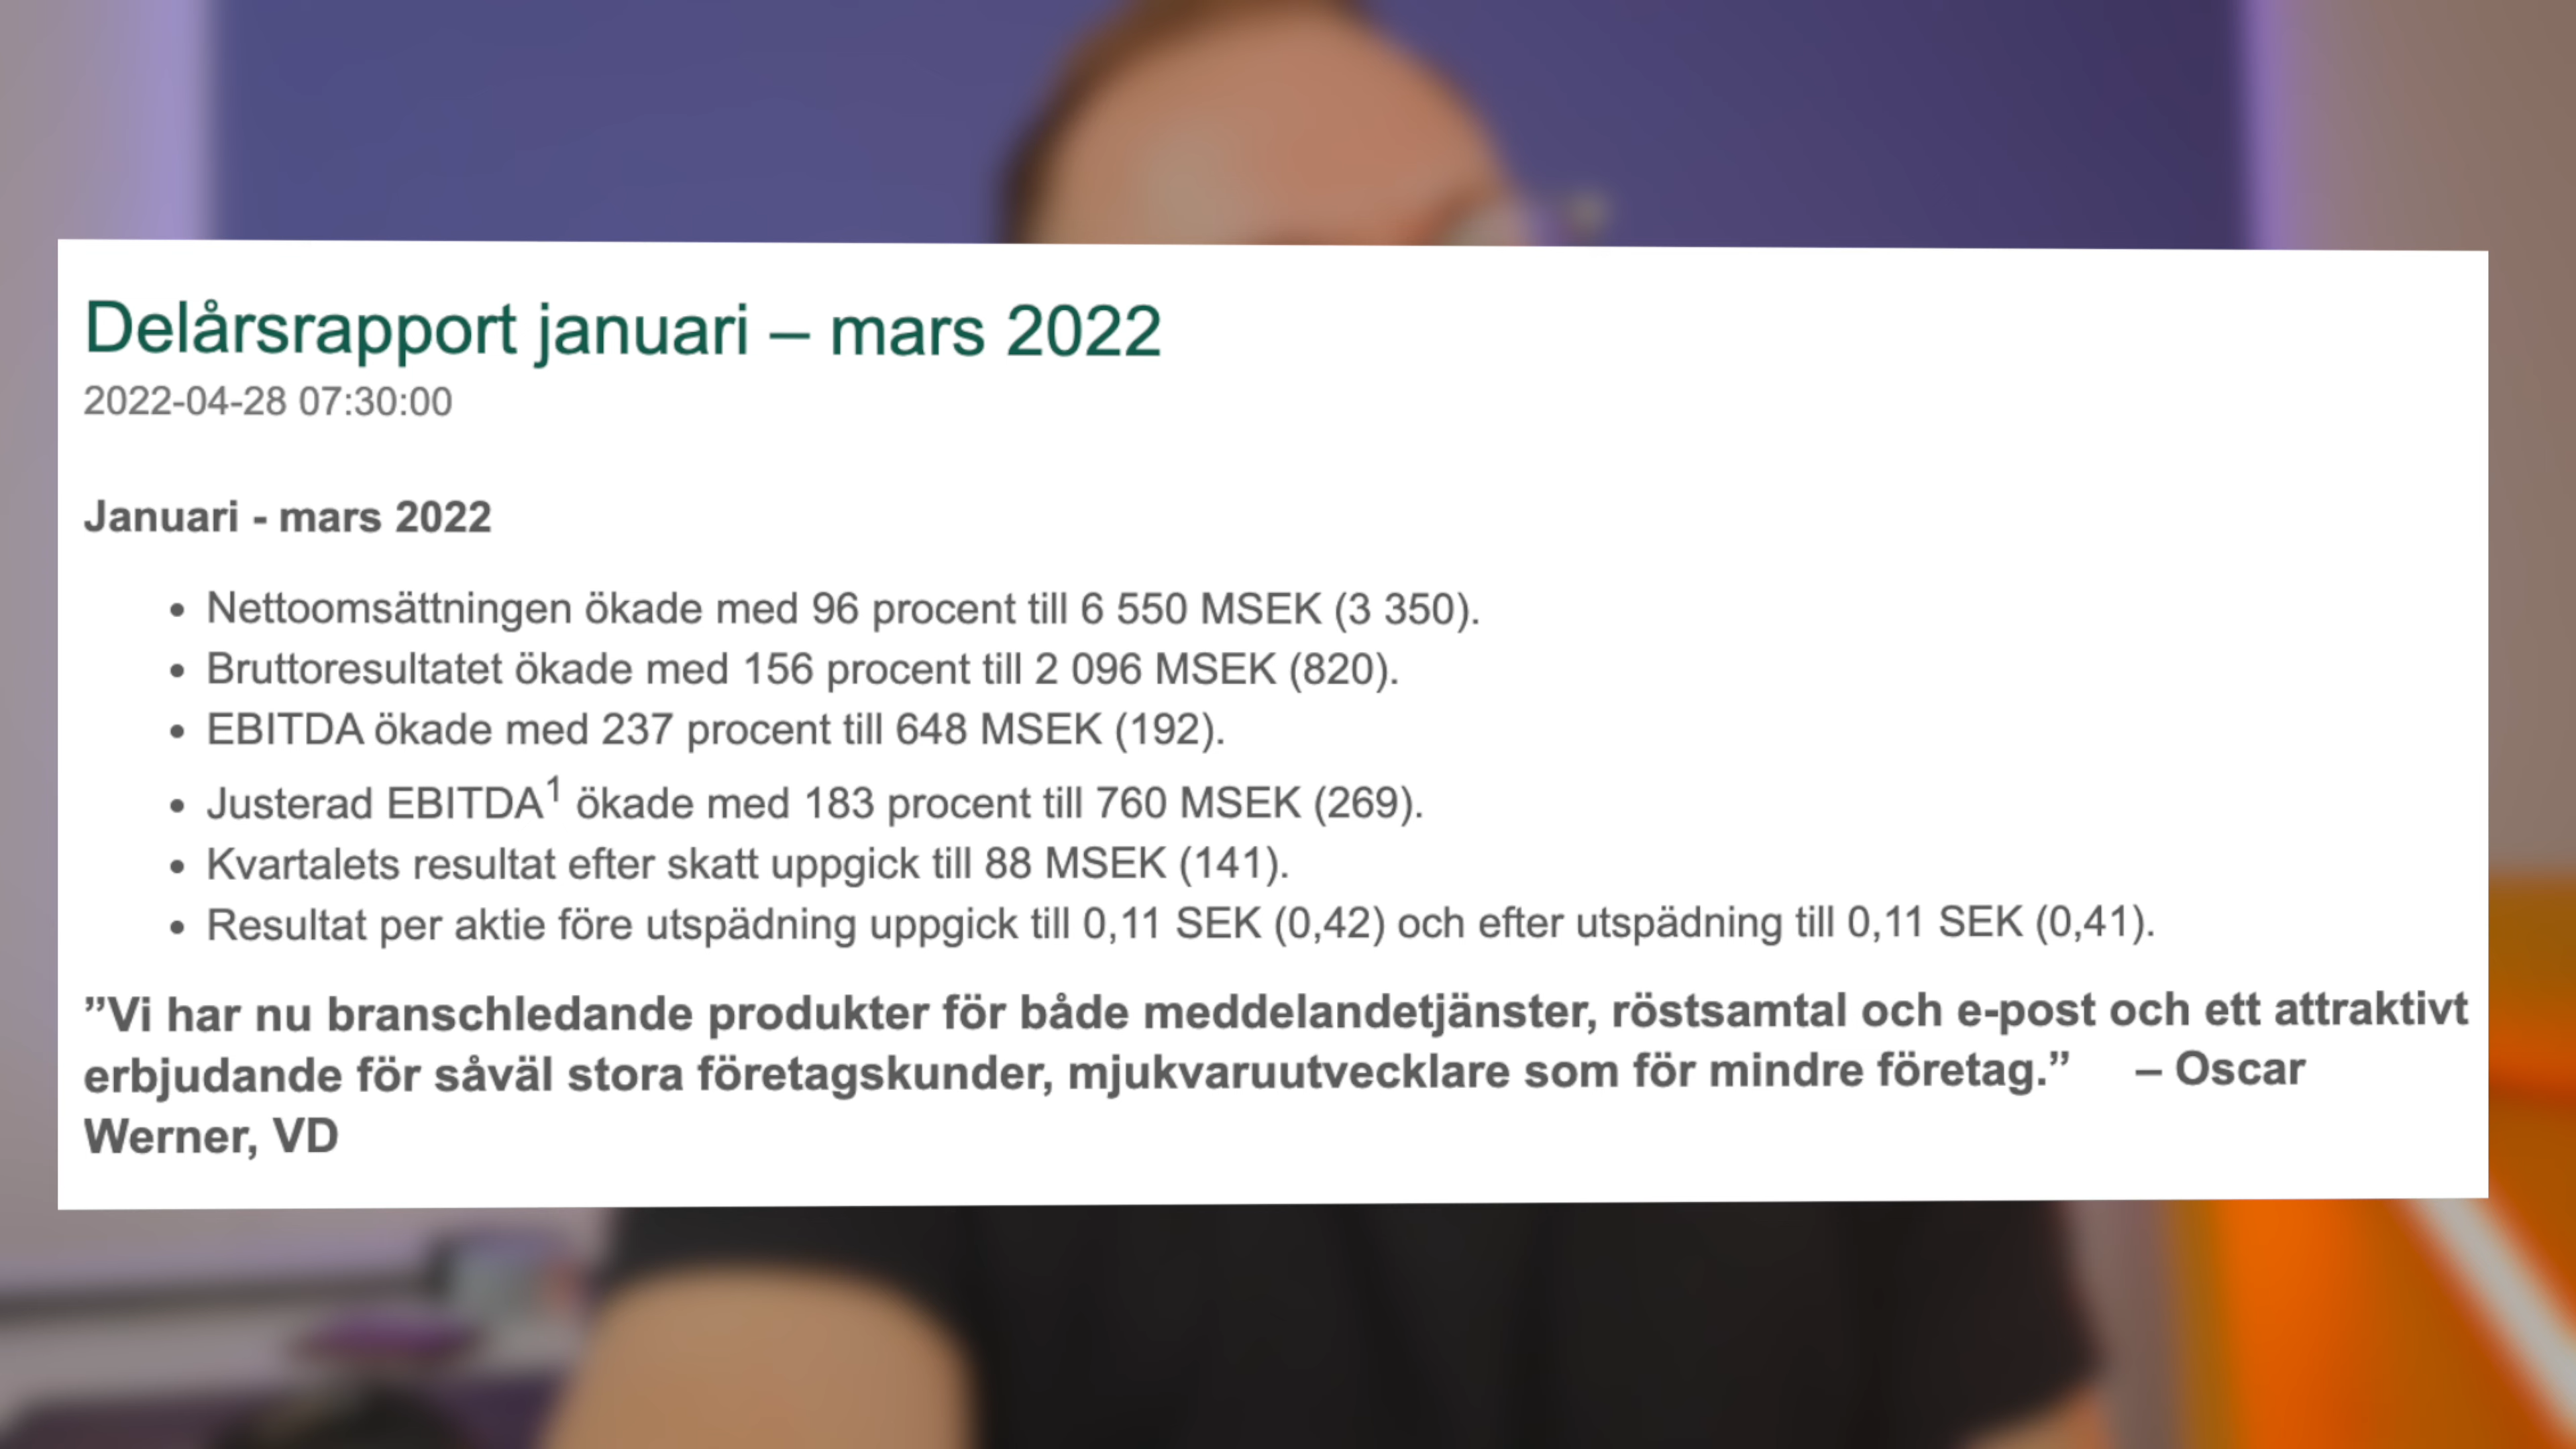 Delårsrapport januari – mars 2022
2022-04-28 07:30:00
Januari - mars 2022
• Nettoomsättningen ökade med 96 procent till 6 550 MSEK (3 350).
• Bruttoresultatet ökade med 156 procent till 2 096 MSEK (820).
• EBITDA ökade med 237 procent till 648 MSEK (192).
• Justerad EBITDA¹ ökade med 183 procent till 760 MSEK (269).
• Kvartalets resultat efter skatt uppgick till 88 MSEK (141).
• Resultat per aktie före utspädning uppgick till 0,11 SEK (0,42) och efter utspädning till 0,11 SEK (0,41).
”Vi har nu branschledande produkter för både meddelandetjänster, röstsamtal och e-post och ett attraktivt
erbjudande för såväl stora företagskunder, mjukvaruutvecklare som för mindre företag.” – Oscar
Werner, VD